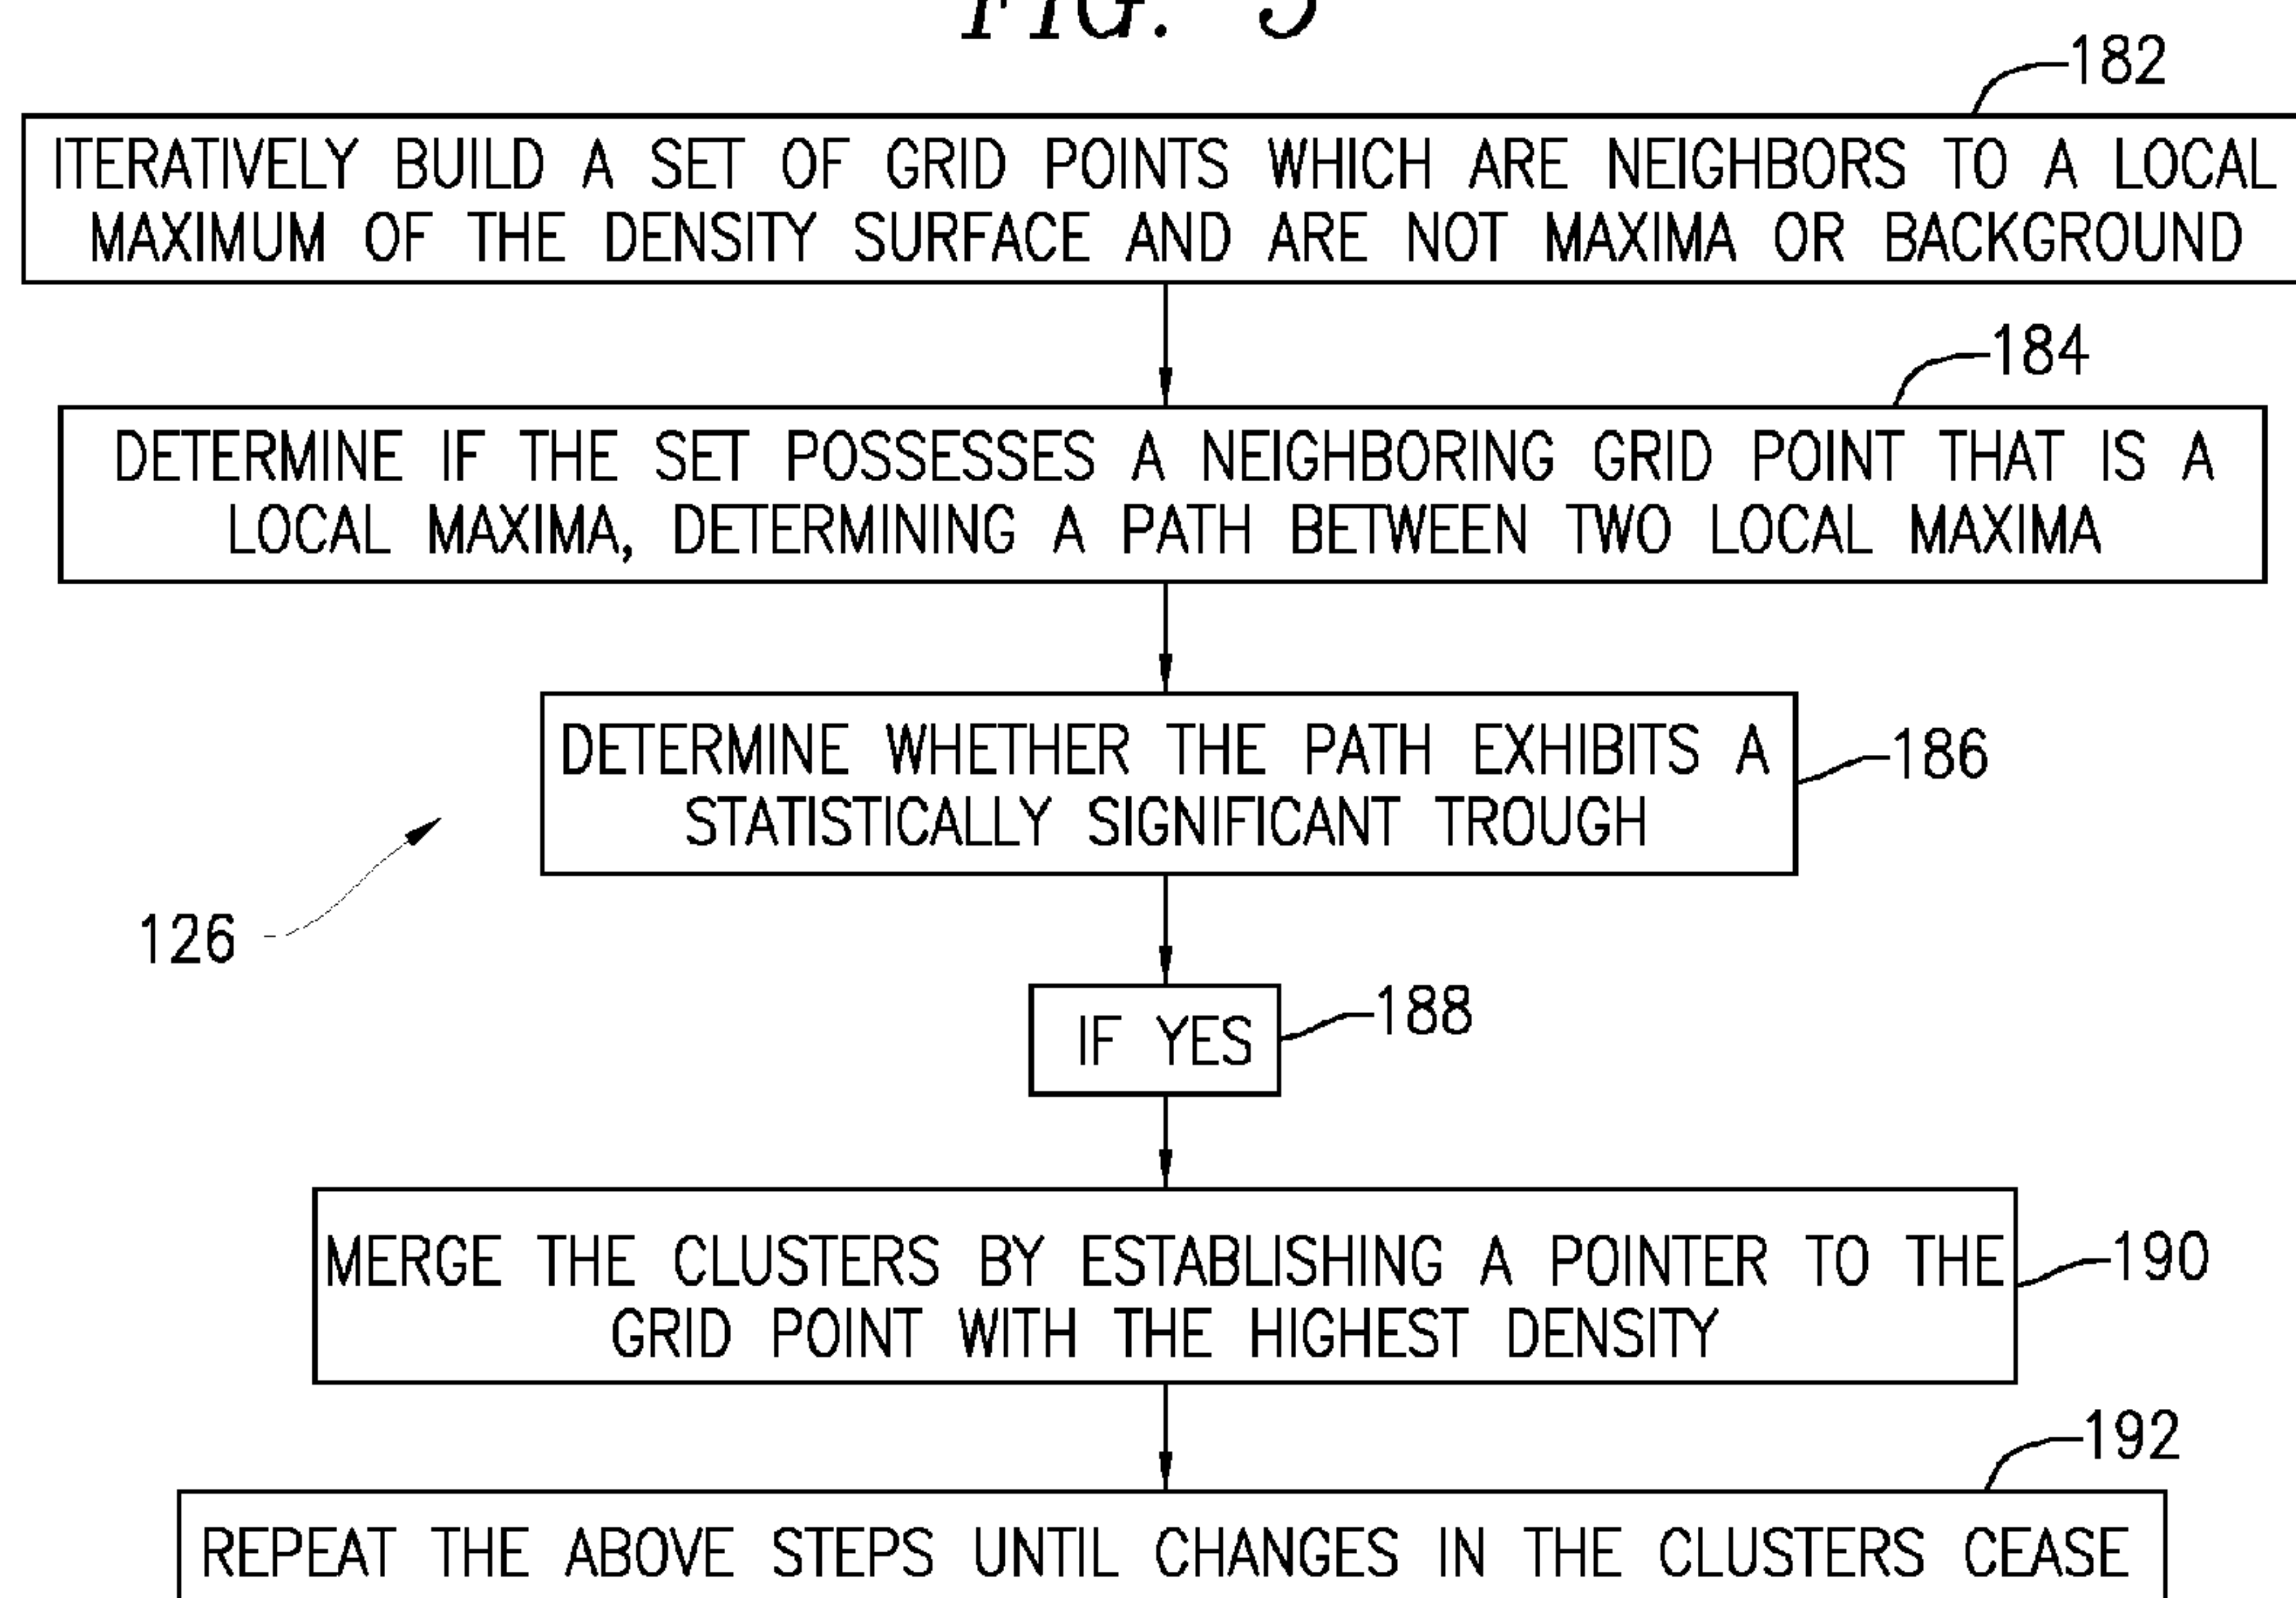 FIG. 5
182
ITERATIVELY BUILD A SET OF GRID POINTS WHICH ARE NEIGHBORS TO A LOCAL
MAXIMUM OF THE DENSITY SURFACE AND ARE NOT MAXIMA OR BACKGROUND
184
DETERMINE IF THE SET POSSESSES A NEIGHBORING GRID POINT THAT IS A
LOCAL MAXIMA, DETERMINING A PATH BETWEEN TWO LOCAL MAXIMA
DETERMINE WHETHER THE PATH EXHIBITS A
STATISTICALLY SIGNIFICANT TROUGH
186
126
IF YES
188
MERGE THE CLUSTERS BY ESTABLISHING A POINTER TO THE
GRID POINT WITH THE HIGHEST DENSITY
190
192
REPEAT THE ABOVE STEPS UNTIL CHANGES IN THE CLUSTERS CEASE